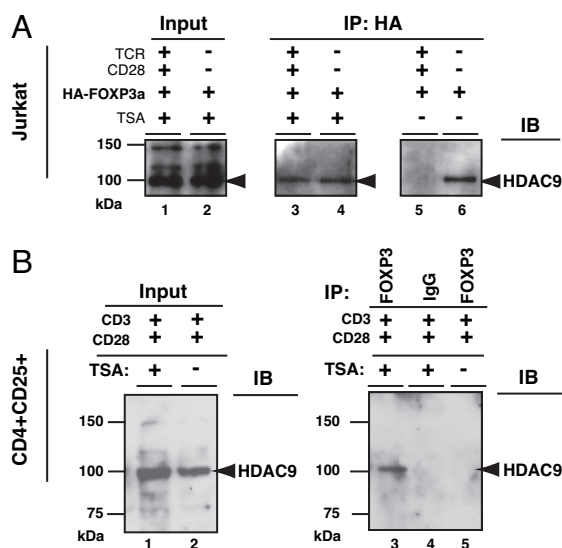 A
Input
IP: HA
TCR + - + - + -
CD28 + - + - + -
HA-FOXP3a + + + + + +
TSA + + + + - -
Jurkat
IB
150
100
HDAC9
kDa
1 2 3 4 5 6
B
Input
IP: FOXP3 IgG FOXP3
CD3 + +
CD3 + + +
CD28 + +
CD28 + + +
TSA: + -
TSA: + + -
CD4+CD25+
IB
IB
150
150
100
HDAC9
100
HDAC9
75
75
kDa
kDa
1 2
3 4 5